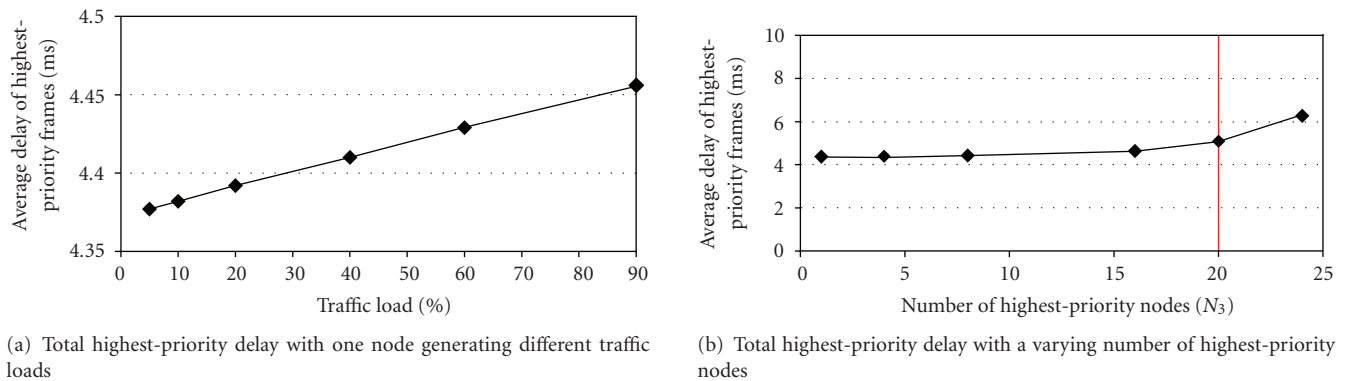 Average delay of highest-
priority frames (ms)
4.5
4.45
4.4
4.35
0 10 20 30 40 50 60 70 80 90
Traffic load (%)
(a) Total highest-priority delay with one node generating different traffic
loads
Average delay of highest-
priority frames (ms)
10
8
6
4
2
0
0 5 10 15 20 25
Number of highest-priority nodes (N3)
(b) Total highest-priority delay with a varying number of highest-priority
nodes